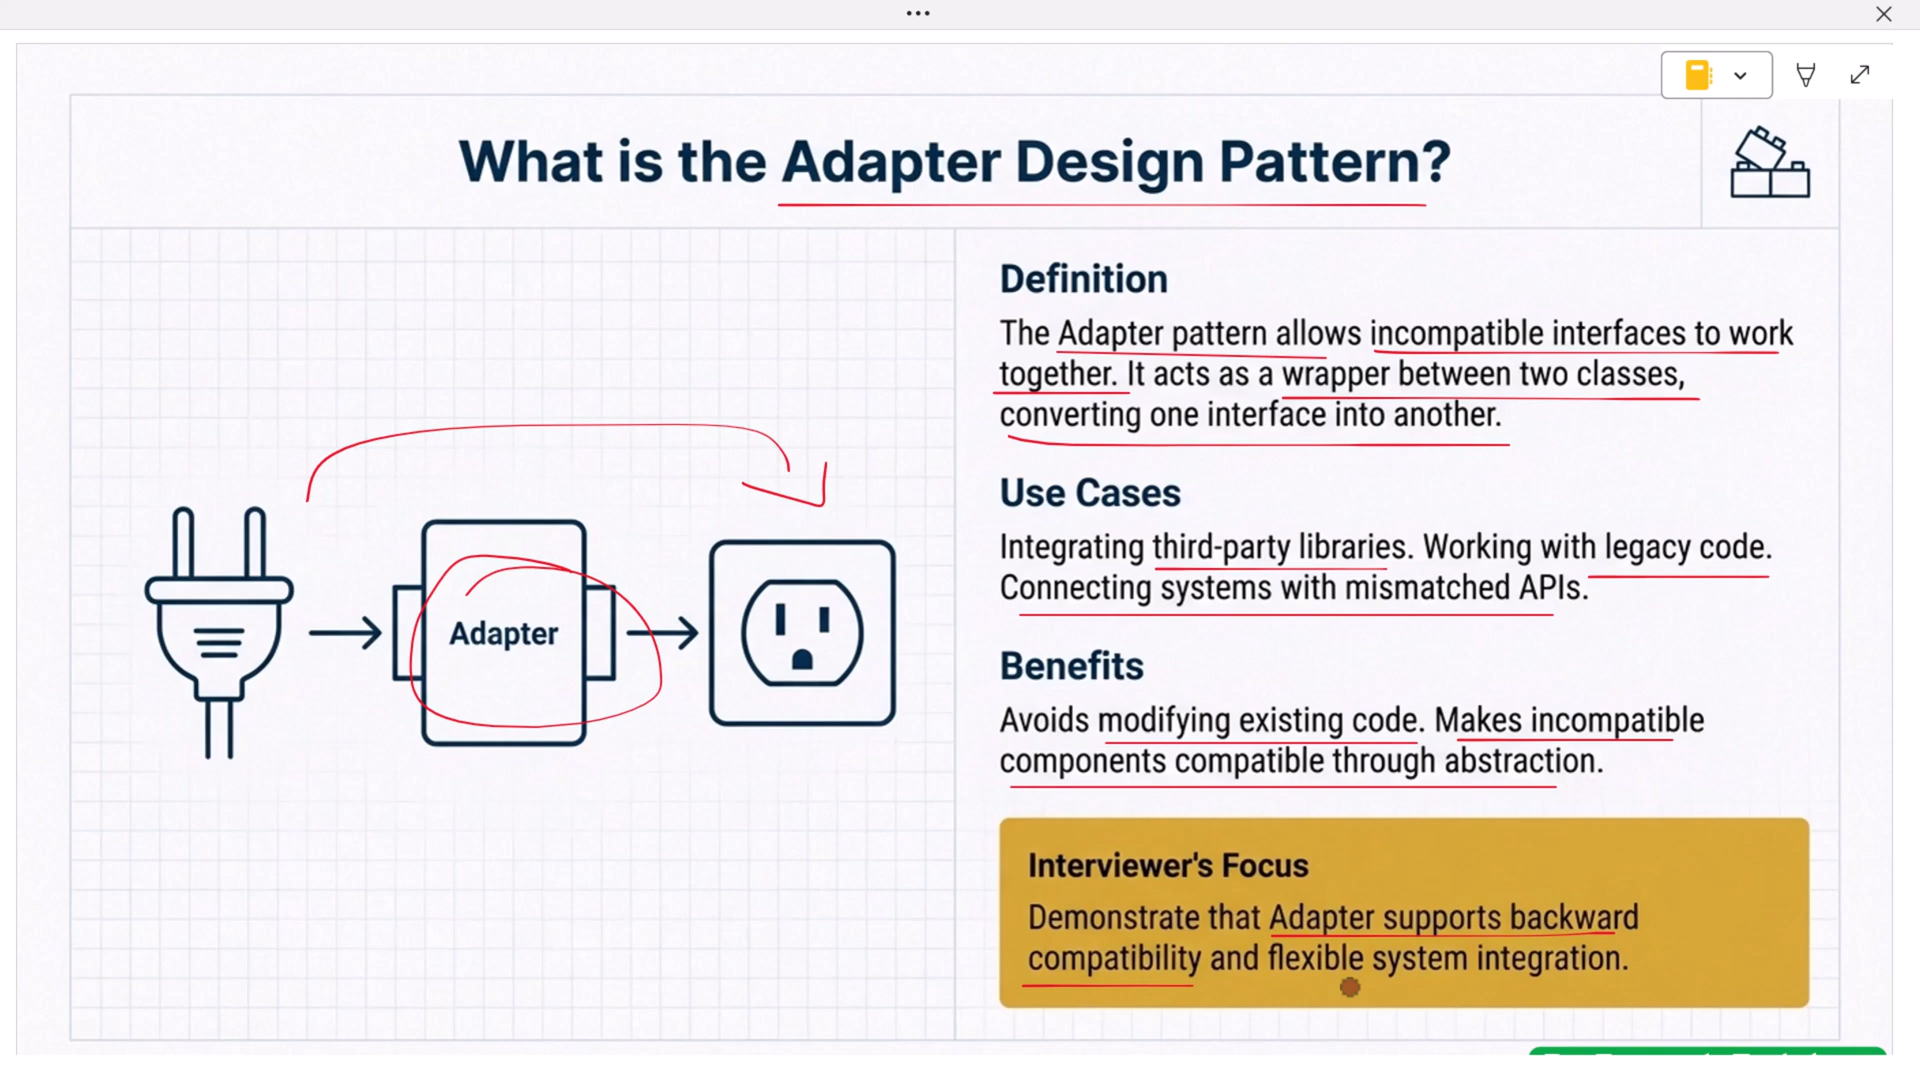 What is the Adapter Design Pattern?
Adapter
Definition
The Adapter pattern allows incompatible interfaces to work
together. It acts as a wrapper between two classes,
converting one interface into another.
Use Cases
Integrating third-party libraries. Working with legacy code.
Connecting systems with mismatched APIs.
Benefits
Avoids modifying existing code. Makes incompatible
components compatible through abstraction.
Interviewer's Focus
Demonstrate that Adapter supports backward
compatibility and flexible system integration.